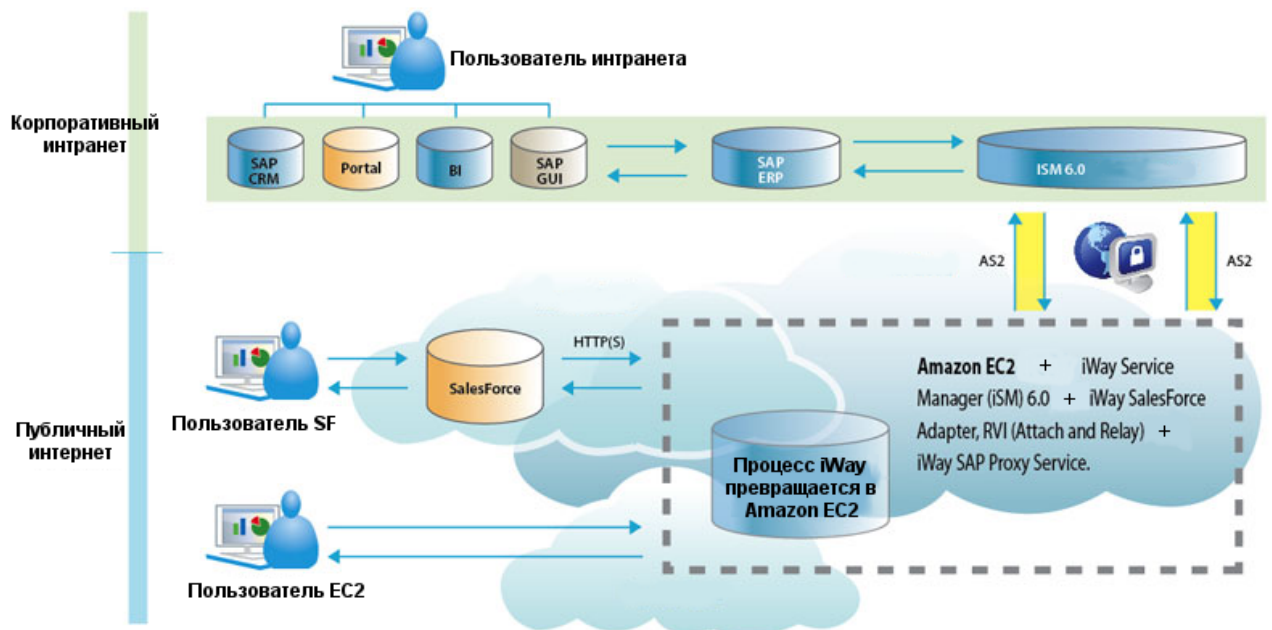 Пользователь интранета
Корпоративный
интранет
SAP
CRM
Portal
BI
SAP
GUI
SAP
ERP
ISM 6.0
AS2
AS2
HTTP(S)
SalesForce
Пользователь SF
Публичный
интернет
Amazon EC2 + iWay Service
Manager (iSM) 6.0 + iWay SalesForce
Adapter, RVI (Attach and Relay) +
iWay SAP Proxy Service.
Процесс iWay
превращается в
Amazon EC2
Пользователь EC2